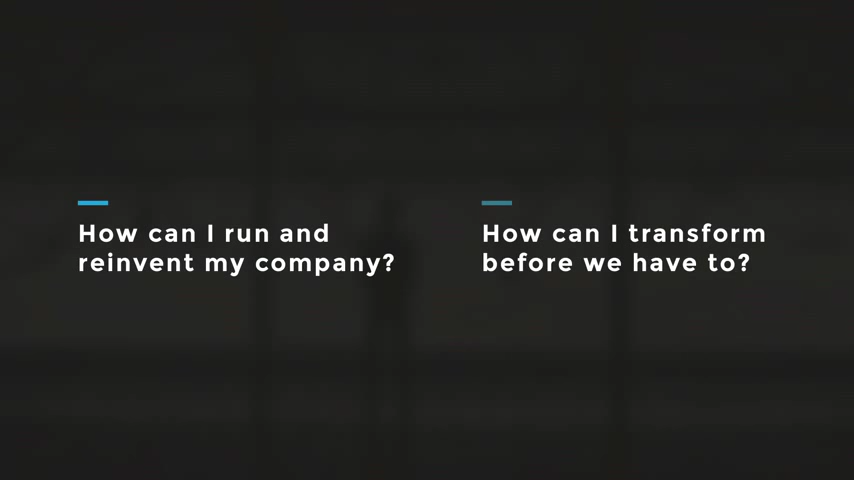 How can I run and
reinvent my company?
How can I transform
before we have to?